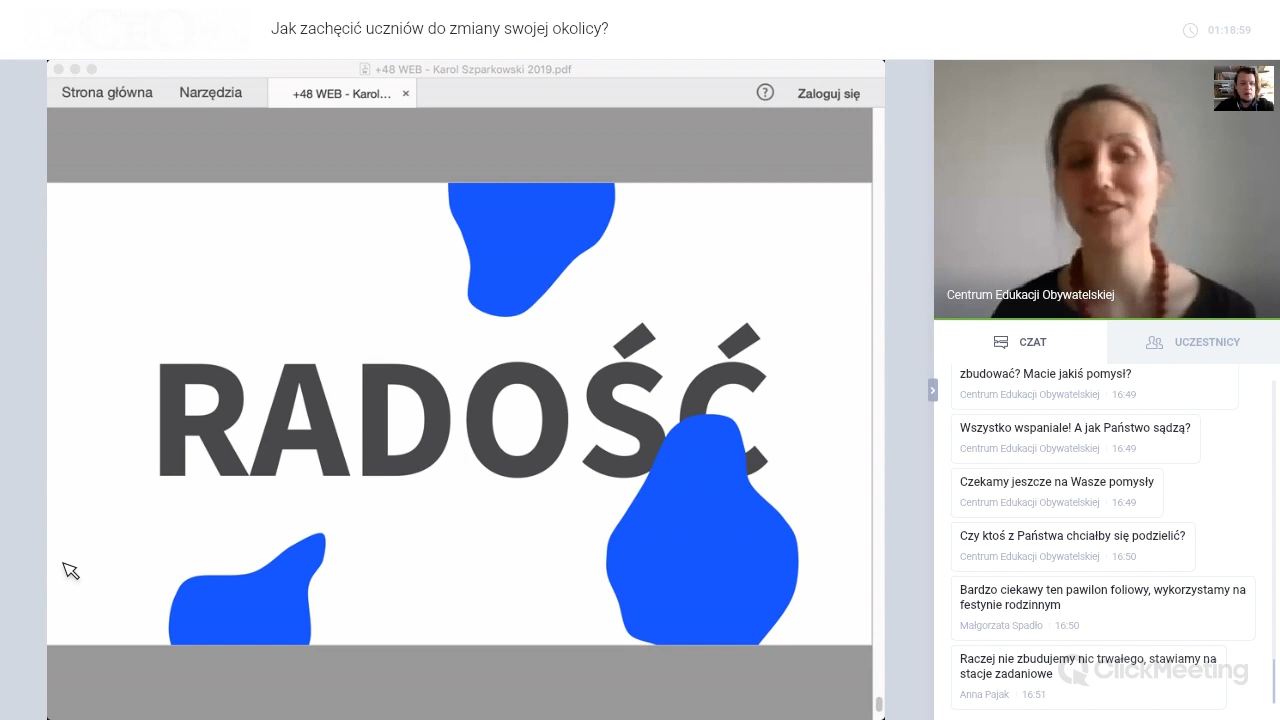 CEO
Jak zachęcić uczniów do zmiany swojej okolicy?
01:18:59
+48 WEB - Karol Szparkowski 2019.pdf
Strona główna
Narzędzia
+48 WEB - Karol...
×
?
Zaloguj się
RADOŚĆ
Centrum Edukacji Obywatelskiej
CZAT
UCZESTNICY
zbudować? Macie jakiś pomysł?
Centrum Edukacji Obywatelskiej 16:49
Wszystko wspaniale! A jak Państwo sądzą?
Centrum Edukacji Obywatelskiej 16:49
Czekamy jeszcze na Wasze pomysły
Centrum Edukacji Obywatelskiej 16:49
Czy ktoś z Państwa chciałby się podzielić?
Centrum Edukacji Obywatelskiej 16:50
Bardzo ciekawy ten pawilon foliowy, wykorzystamy na
festynie rodzinnym
Małgorzata Spadło 16:50
Raczej nie zbudujemy nic trwałego, stawiamy na
stacje zadaniowe
Anna Pajak 16:51
ClickMeeting